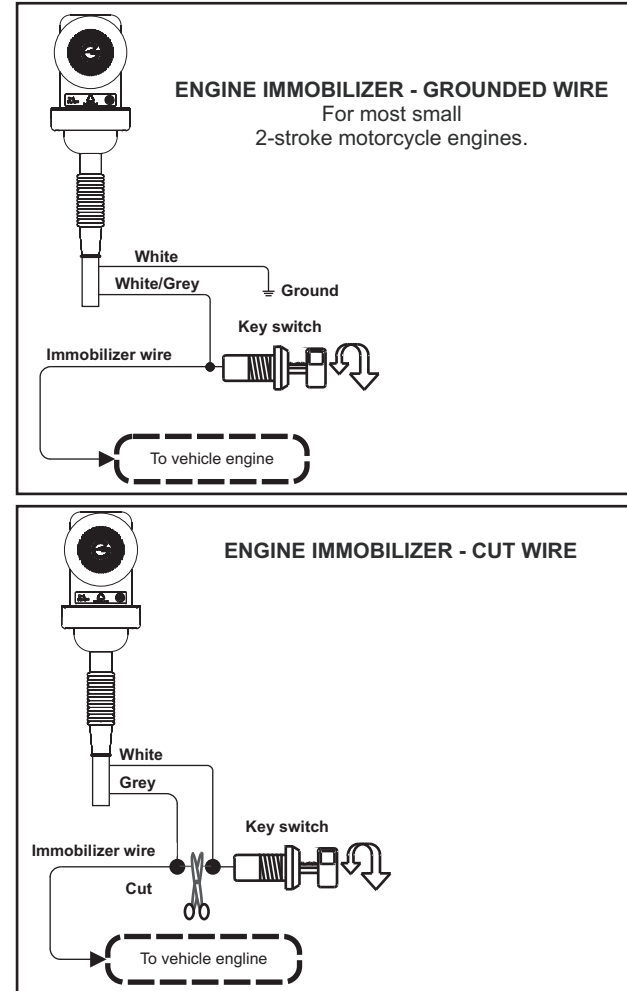 ENGINE IMMOBILIZER - GROUNDED WIRE
For most small
2-stroke motorcycle engines.
White
White/Grey
Ground
Key switch
Immobilizer wire
To vehicle engine
ENGINE IMMOBILIZER - CUT WIRE
White
Grey
Key switch
Immobilizer wire
Cut
To vehicle engline